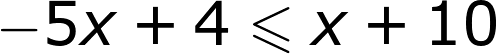 −5x + 4 ⩽ x + 10